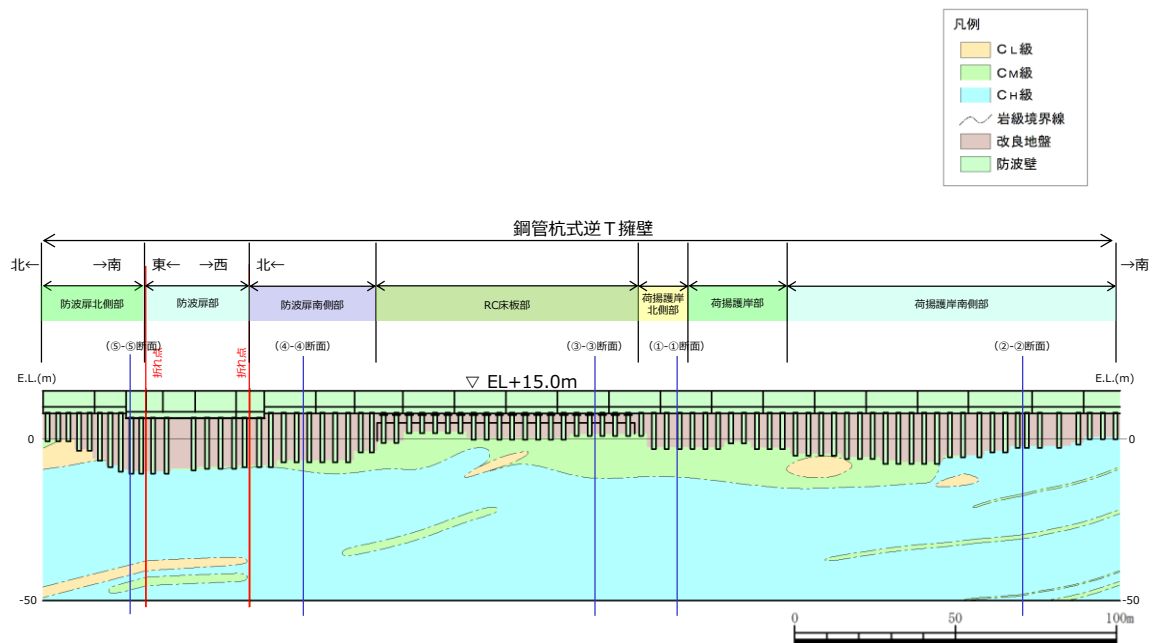 凡例
CL級
CM級
CH級
岩級境界線
改良地盤
防波壁
鋼管杭式逆T擁壁
北← →南 東← →西 北← →南
防波扉北側部 防波扉部 防波扉南側部 RC床板部 荷揚護岸北側部 荷揚護岸部 荷揚護岸南側部
(⑤-⑤断面) (④-④断面) (③-③断面) (①-①断面) (②-②断面)
折れ点 折れ点
E.L.(m) ▽ EL+15.0m E.L.(m)
0 0
-50 -50
0 50 100m